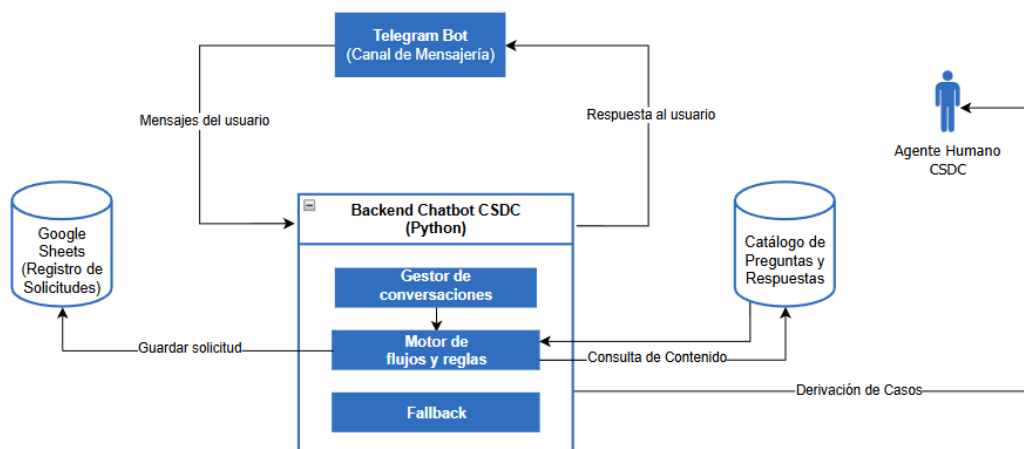 Telegram Bot
(Canal de Mensajería)
Mensajes del usuario
Respuesta al usuario
Agente Humano
CSDC
Google
Sheets
(Registro de
Solicitudes)
Backend Chatbot CSDC
(Python)
Catálogo de
Preguntas y
Respuestas
Gestor de
conversaciones
Motor de
flujos y reglas
Guardar solicitud
Consulta de Contenido
Derivación de Casos
Fallback